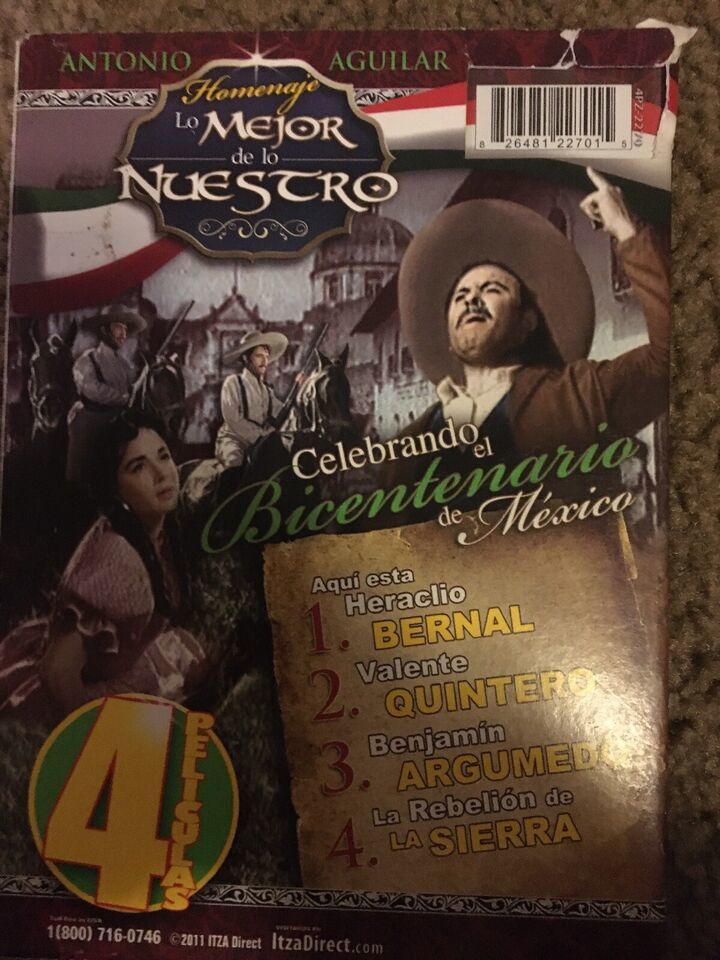 ANTONIO AGUILAR
Homenaje
Lo MEJOR
de lo
NUESTRO
8 26481 22701 5
Celebrando el
Bicentenario
de México
Aquí esta
1. Heraclio
BERNAL
2. Valente
QUINTERO
3. Benjamín
ARGUMEDO
4. La Rebelión de
LA SIERRA
4 PELICULAS
1(800) 716-0746 ©2011 ITZA Direct ItzaDirect.com